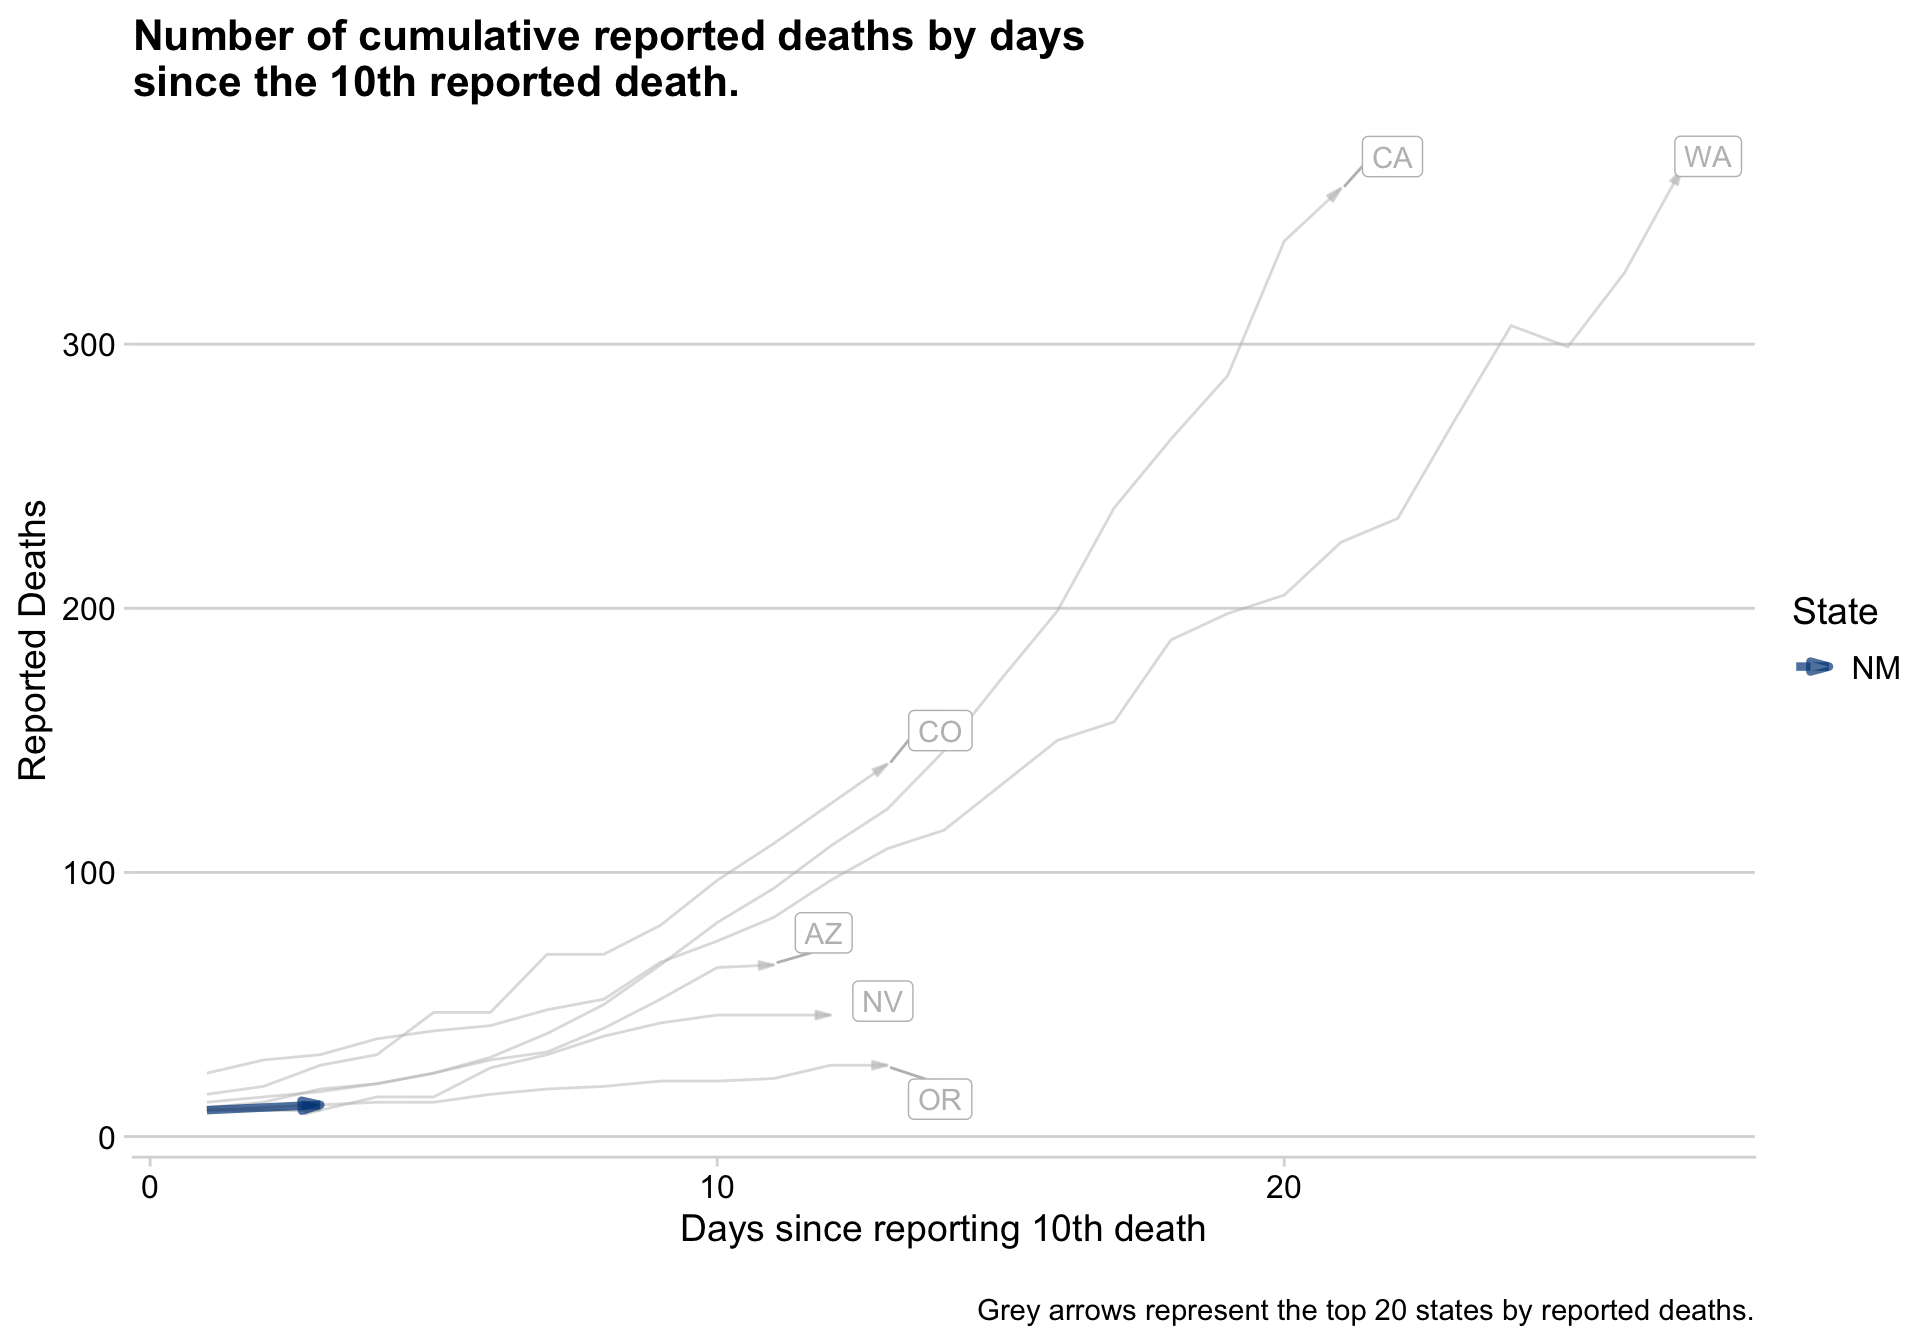 Number of cumulative reported deaths by days
since the 10th reported death.
CA
WA
300
Reported Deaths
200
State
NM
CO
100
AZ
NV
OR
0
0
10
20
Days since reporting 10th death
Grey arrows represent the top 20 states by reported deaths.